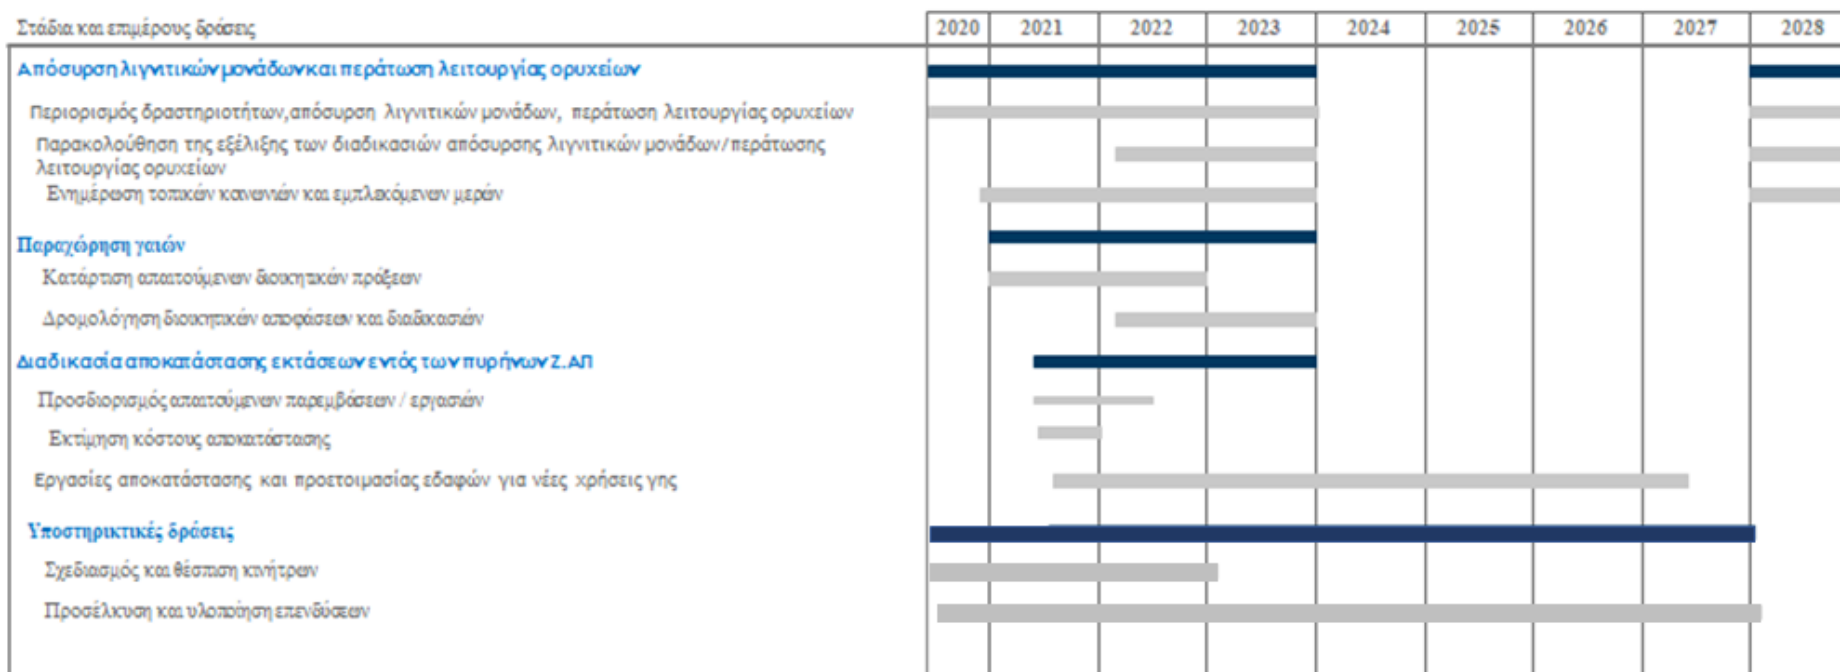 Στάδια και επιμέρους δράσεις 2020 2021 2022 2023 2024 2025 2026 2027 2028
Απόσυρση λιγνιτικών μονάδων και περάτωση λειτουργίας ορυχείων
Περιορισμός δραστηριοτήτων,απόσυρση λιγνιτικών μονάδων, περάτωση λειτουργίας ορυχείων
Παρακολούθηση της εξέλιξης των διαδικασιών απόσυρσης λιγνιτικών μονάδων/περάτωσης
λειτουργίας ορυχείων
Ενημέρωση τοπικών κοινωνιών και εμπλεκόμενων μερών
Παραχώρηση γαιών
Κατάρτιση απαιτούμενων διοικητικών πράξεων
Δρομολόγηση διοικητικών αποφάσεων και διαδικασιών
Διαδικασία αποκατάστασης εκτάσεων εντός των πυρήνων Ζ.ΑΠ
Προσδιορισμός απαιτούμενων παρεμβάσεων / εργασιών
Εκτίμηση κόστους αποκατάστασης
Εργασίες αποκατάστασης και προετοιμασίας εδαφών για νέες χρήσεις γης
Υποστηρικτικές δράσεις
Σχεδιασμός και θέσπιση κινήτρων
Προσέλκυση και υλοποίηση επενδύσεων